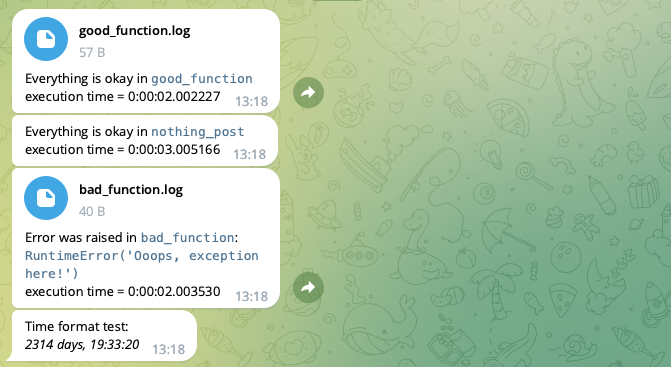 good_function.log
57 B
Everything is okay in good_function
execution time = 0:00:02.002227 13:18
Everything is okay in nothing_post
execution time = 0:00:03.005166 13:18
bad_function.log
40 B
Error was raised in bad_function:
RuntimeError('Ooops, exception
here!')
execution time = 0:00:02.003530 13:18
Time format test:
2314 days, 19:33:20 13:18